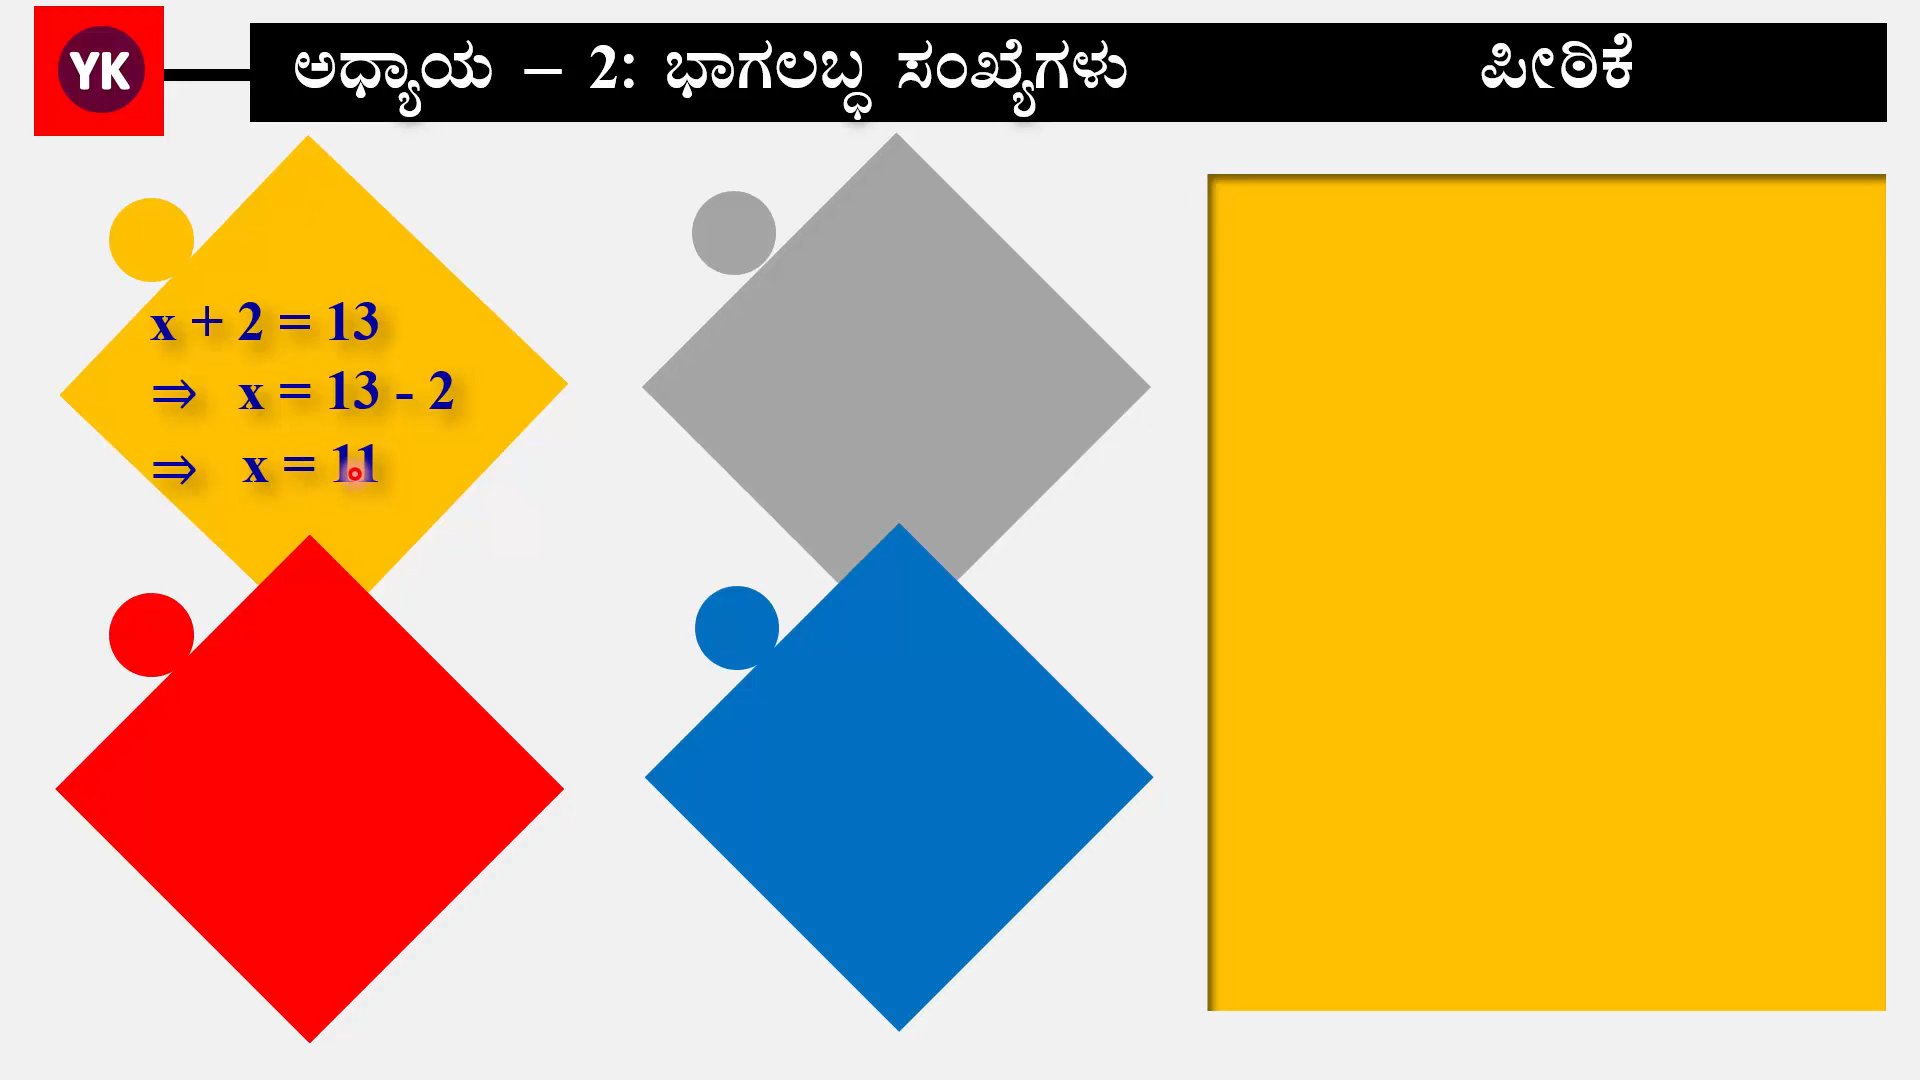 YK
ಅಧ್ಯಾಯ – 2: ಭಾಗಲಬ್ಧ ಸಂಖ್ಯೆಗಳು ಪೀಠಿಕೆ
x + 2 = 13
⇒ x = 13 - 2
⇒ x = 11